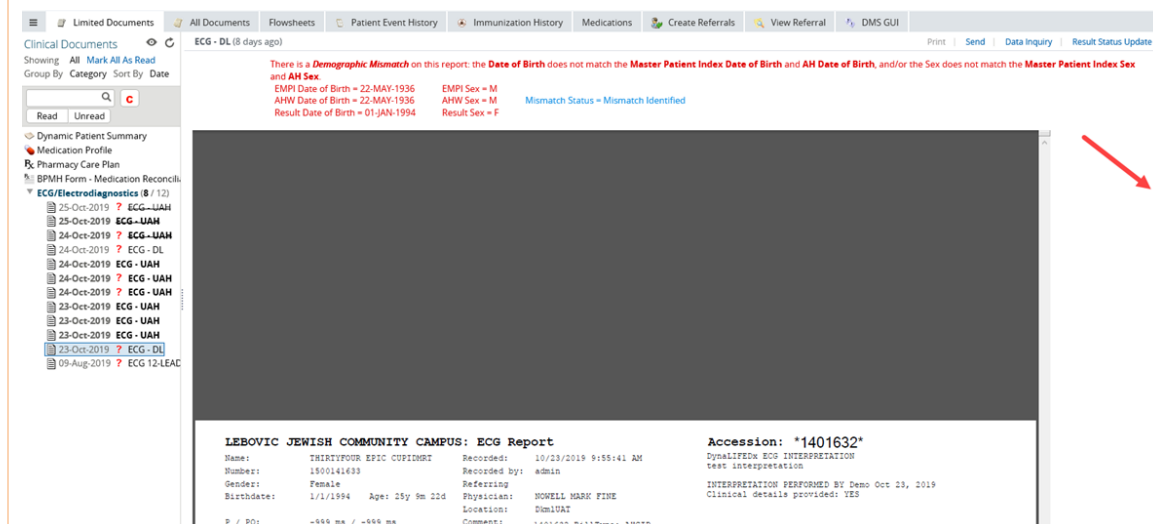 Limited Documents All Documents Flowsheets Patient Event History Immunization History Medications Create Referrals View Referral DMS GUI
Clinical Documents
Showing All Mark All As Read
Group By Category Sort By Date
C
Read Unread
Dynamic Patient Summary
Medication Profile
Pharmacy Care Plan
BPMH Form - Medication Reconcili
ECG/Electrodiagnostics (8 / 12)
25-Oct-2019 ? ECG - UAH
25-Oct-2019 ECG - UAH
24-Oct-2019 ? ECG - UAH
24-Oct-2019 ? ECG - DL
24-Oct-2019 ECG - UAH
24-Oct-2019 ? ECG - UAH
24-Oct-2019 ? ECG - UAH
23-Oct-2019 ECG - UAH
23-Oct-2019 ECG - UAH
23-Oct-2019 ECG - UAH
23-Oct-2019 ? ECG - DL
09-Aug-2019 ? ECG 12-LEAD
ECG - DL (8 days ago)
Print | Send | Data Inquiry | Result Status Update
There is a Demographic Mismatch on this report: the Date of Birth does not match the Master Patient Index Date of Birth and AH Date of Birth, and/or the Sex does not match the Master Patient Index Sex
and AH Sex.
EMPI Date of Birth = 22-MAY-1936 EMPI Sex = M
AHW Date of Birth = 22-MAY-1936 AHW Sex = M Mismatch Status = Mismatch Identified
Result Date of Birth = 01-JAN-1994 Result Sex = F
LEBOVIC JEWISH COMMUNITY CAMPUS: ECG Report
Name: THIRTYFOUR EPIC CUPIDMRT Recorded: 10/23/2019 9:55:41 AM
Number: 1500141633 Recorded by: admin
Gender: Female Referring
Birthdate: 1/1/1994 Age: 25y 9m 22d Physician: NOWELL MARK FINE
Location: DkmlUAT
P / PQ: -999 ms / -999 ms Comment:
Accession: *1401632*
DynaLIFEDx ECG INTERPRETATION
test interpretation
INTERPRETATION PERFORMED BY Demo Oct 23, 2019
Clinical details provided: YES